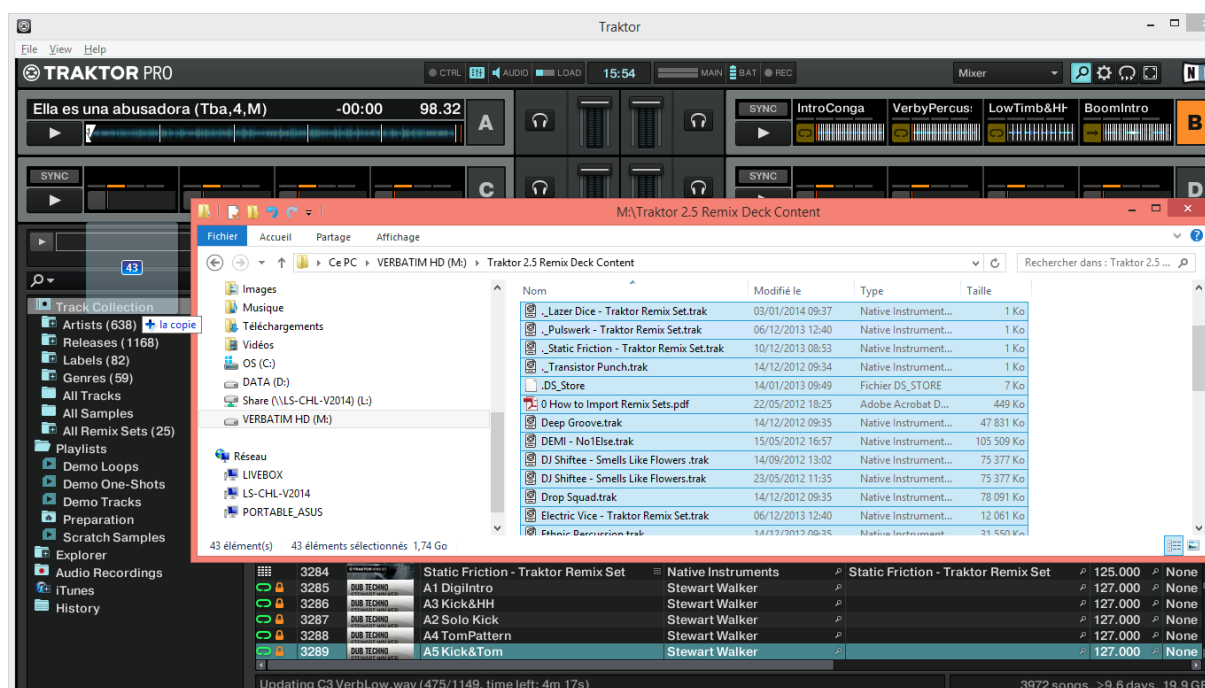 Traktor
File View Help
TRAKTOR PRO CTRL AUDIO LOAD 15:54 MAIN BAT REC Mixer N
Ella es una abusadora (Tba,4,M) -00:00 98.32 A SYNC IntroConga VerbyPercus: LowTimb&HH BoomIntro B
SYNC C SYNC D
M:\Traktor 2.5 Remix Deck Content
Fichier Accueil Partage Affichage
Ce PC VERBATIM HD (M:) Traktor 2.5 Remix Deck Content Rechercher dans : Traktor 2.5 ...
43
Track Collection
+ la copie
Artists (638)
Releases (1168)
Labels (82)
Genres (59)
All Tracks
All Samples
All Remix Sets (25)
Playlists
Demo Loops
Demo One-Shots
Demo Tracks
Preparation
Scratch Samples
Explorer
Audio Recordings
iTunes
History
Images
Musique
Téléchargements
Vidéos
OS (C:)
DATA (D:)
Share (\\LS-CHL-V2014) (L:)
VERBATIM HD (M:)
Réseau
LIVEBOX
LS-CHL-V2014
PORTABLE_ASUS
Nom Modifié le Type Taille
._Lazer Dice - Traktor Remix Set.trak 03/01/2014 09:37 Native Instrument... 1 Ko
._Pulswerk - Traktor Remix Set.trak 06/12/2013 12:40 Native Instrument... 1 Ko
._Static Friction - Traktor Remix Set.trak 10/12/2013 08:53 Native Instrument... 1 Ko
._Transistor Punch.trak 14/12/2012 09:34 Native Instrument... 1 Ko
.DS_Store 14/01/2013 09:49 Fichier DS_STORE 7 Ko
0 How to Import Remix Sets.pdf 22/05/2012 18:25 Adobe Acrobat D... 449 Ko
Deep Groove.trak 14/12/2012 09:35 Native Instrument... 47 831 Ko
DEMI - No1Else.trak 15/05/2012 16:57 Native Instrument... 105 509 Ko
DJ Shiftee - Smells Like Flowers .trak 14/09/2012 13:02 Native Instrument... 75 377 Ko
DJ Shiftee - Smells Like Flowers.trak 23/05/2012 11:35 Native Instrument... 75 377 Ko
Drop Squad.trak 14/12/2012 09:35 Native Instrument... 78 091 Ko
Electric Vice - Traktor Remix Set.trak 06/12/2013 12:40 Native Instrument... 12 061 Ko
Ethnic Percussion.trak 14/12/2012 09:35 Native Instrument... 31 550 Ko
43 élément(s) 43 éléments sélectionnés 1,74 Go
3284 Static Friction - Traktor Remix Set Native Instruments Static Friction - Traktor Remix Set 125.000 None
3285 DUB TECHNO A1 DigiIntro Stewart Walker 127.000 None
3286 DUB TECHNO A3 Kick&HH Stewart Walker 127.000 None
3287 DUB TECHNO A2 Solo Kick Stewart Walker 127.000 None
3288 DUB TECHNO A4 TomPattern Stewart Walker 127.000 None
3289 DUB TECHNO A5 Kick&Tom Stewart Walker 127.000 None
Updating C3 VerbLow.wav (475/1149, time left: 4m 17s) 3972 songs, >9.6 days, 19.9 GB